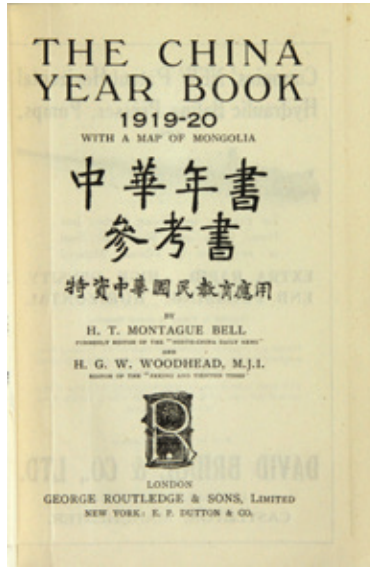 THE CHINA
YEAR BOOK
1919-20
WITH A MAP OF MONGOLIA
中華年書
參考書
特資中華國民教育應用
BY
H. T. MONTAGUE BELL
FORMERLY EDITOR OF THE "NORTH-CHINA DAILY NEWS"
AND
H. G. W. WOODHEAD, M.J.I.
EDITOR OF THE "PEKING AND TIENTSIN TIMES"
R
LONDON
GEORGE ROUTLEDGE & SONS, LIMITED
NEW YORK: E. P. DUTTON & CO.